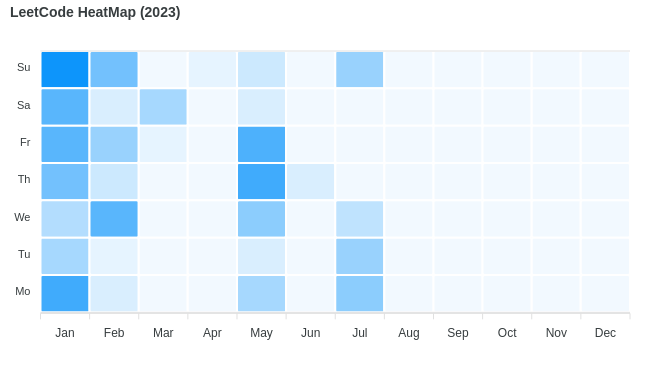 LeetCode HeatMap (2023)
Su
Sa
Fr
Th
We
Tu
Mo
Jan Feb Mar Apr May Jun Jul Aug Sep Oct Nov Dec